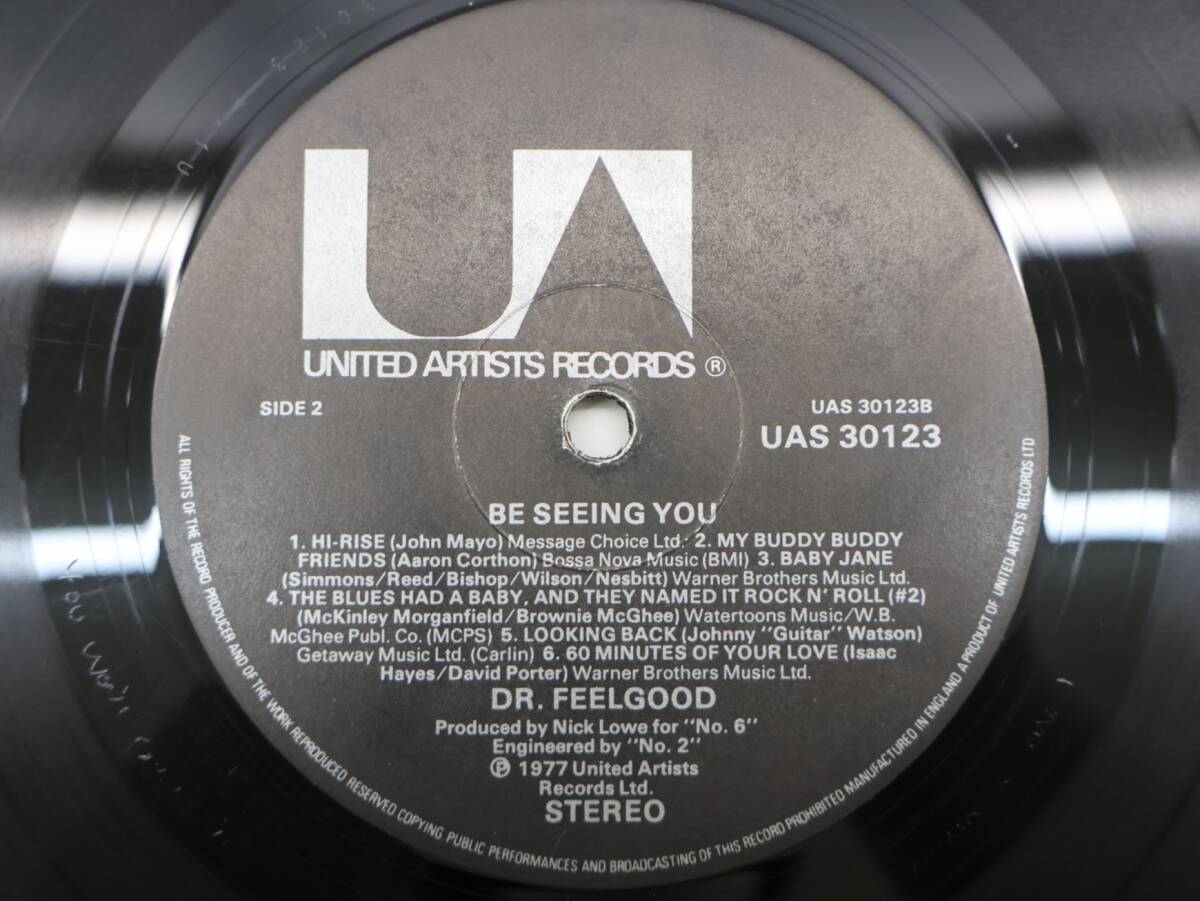 UNITED ARTISTS RECORDS ®
SIDE 2
UAS 30123B
UAS 30123
BE SEEING YOU
1. HI-RISE (John Mayo) Message Choice Ltd. 2. MY BUDDY BUDDY
FRIENDS (Aaron Corthon) Bossa Nova Music (BMI) 3. BABY JANE
(Simmons/Reed/Bishop/Wilson/Nesbitt) Warner Brothers Music Ltd.
4. THE BLUES HAD A BABY, AND THEY NAMED IT ROCK N' ROLL (#2)
(McKinley Morganfield/Brownie McGhee) Watertoons Music/W.B.
McGhee Publ. Co. (MCPS) 5. LOOKING BACK (Johnny "Guitar" Watson)
Getaway Music Ltd. (Carlin) 6. 60 MINUTES OF YOUR LOVE (Isaac
Hayes/David Porter) Warner Brothers Music Ltd.
DR. FEELGOOD
Produced by Nick Lowe for "No. 6"
Engineered by "No. 2"
℗ 1977 United Artists
Records Ltd.
STEREO
ALL RIGHTS OF THE RECORD PRODUCER AND OF THE WORK REPRODUCED RESERVED COPYING PUBLIC PERFORMANCES AND BROADCASTING OF THIS RECORD PROHIBITED MANUFACTURED IN ENGLAND A PRODUCT OF UNITED ARTISTS RECORDS LTD